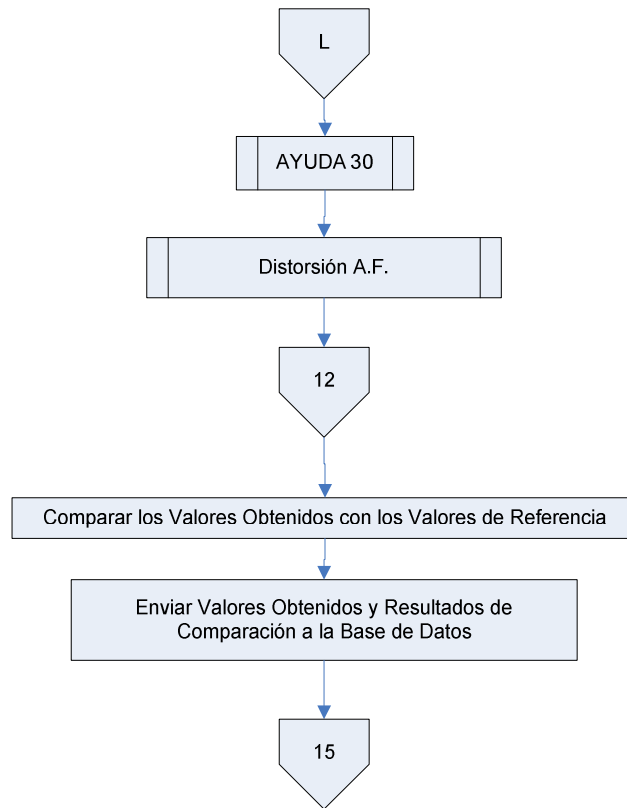 L
AYUDA 30
Distorsión A.F.
12
Comparar los Valores Obtenidos con los Valores de Referencia
Enviar Valores Obtenidos y Resultados de
Comparación a la Base de Datos
15